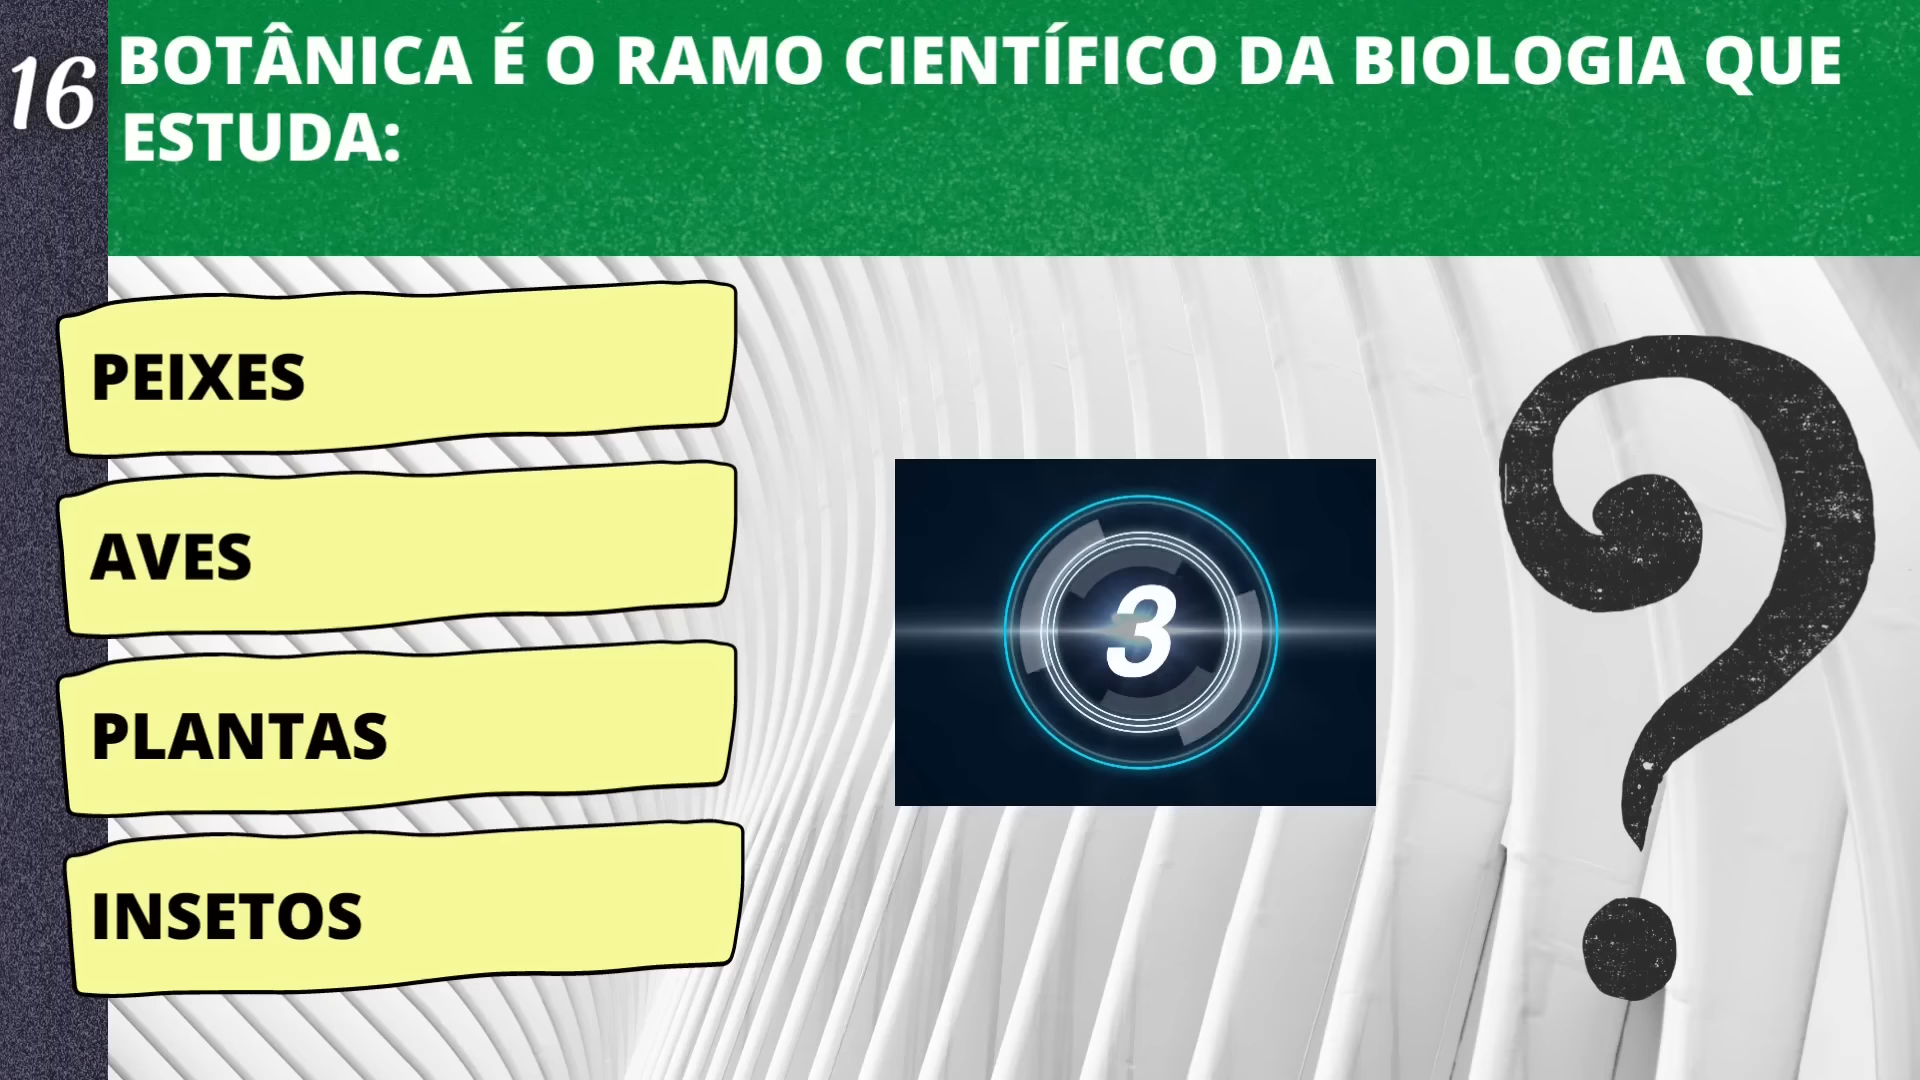 16
BOTÂNICA É O RAMO CIENTÍFICO DA BIOLOGIA QUE
ESTUDA:
PEIXES
AVES
PLANTAS
INSETOS
3